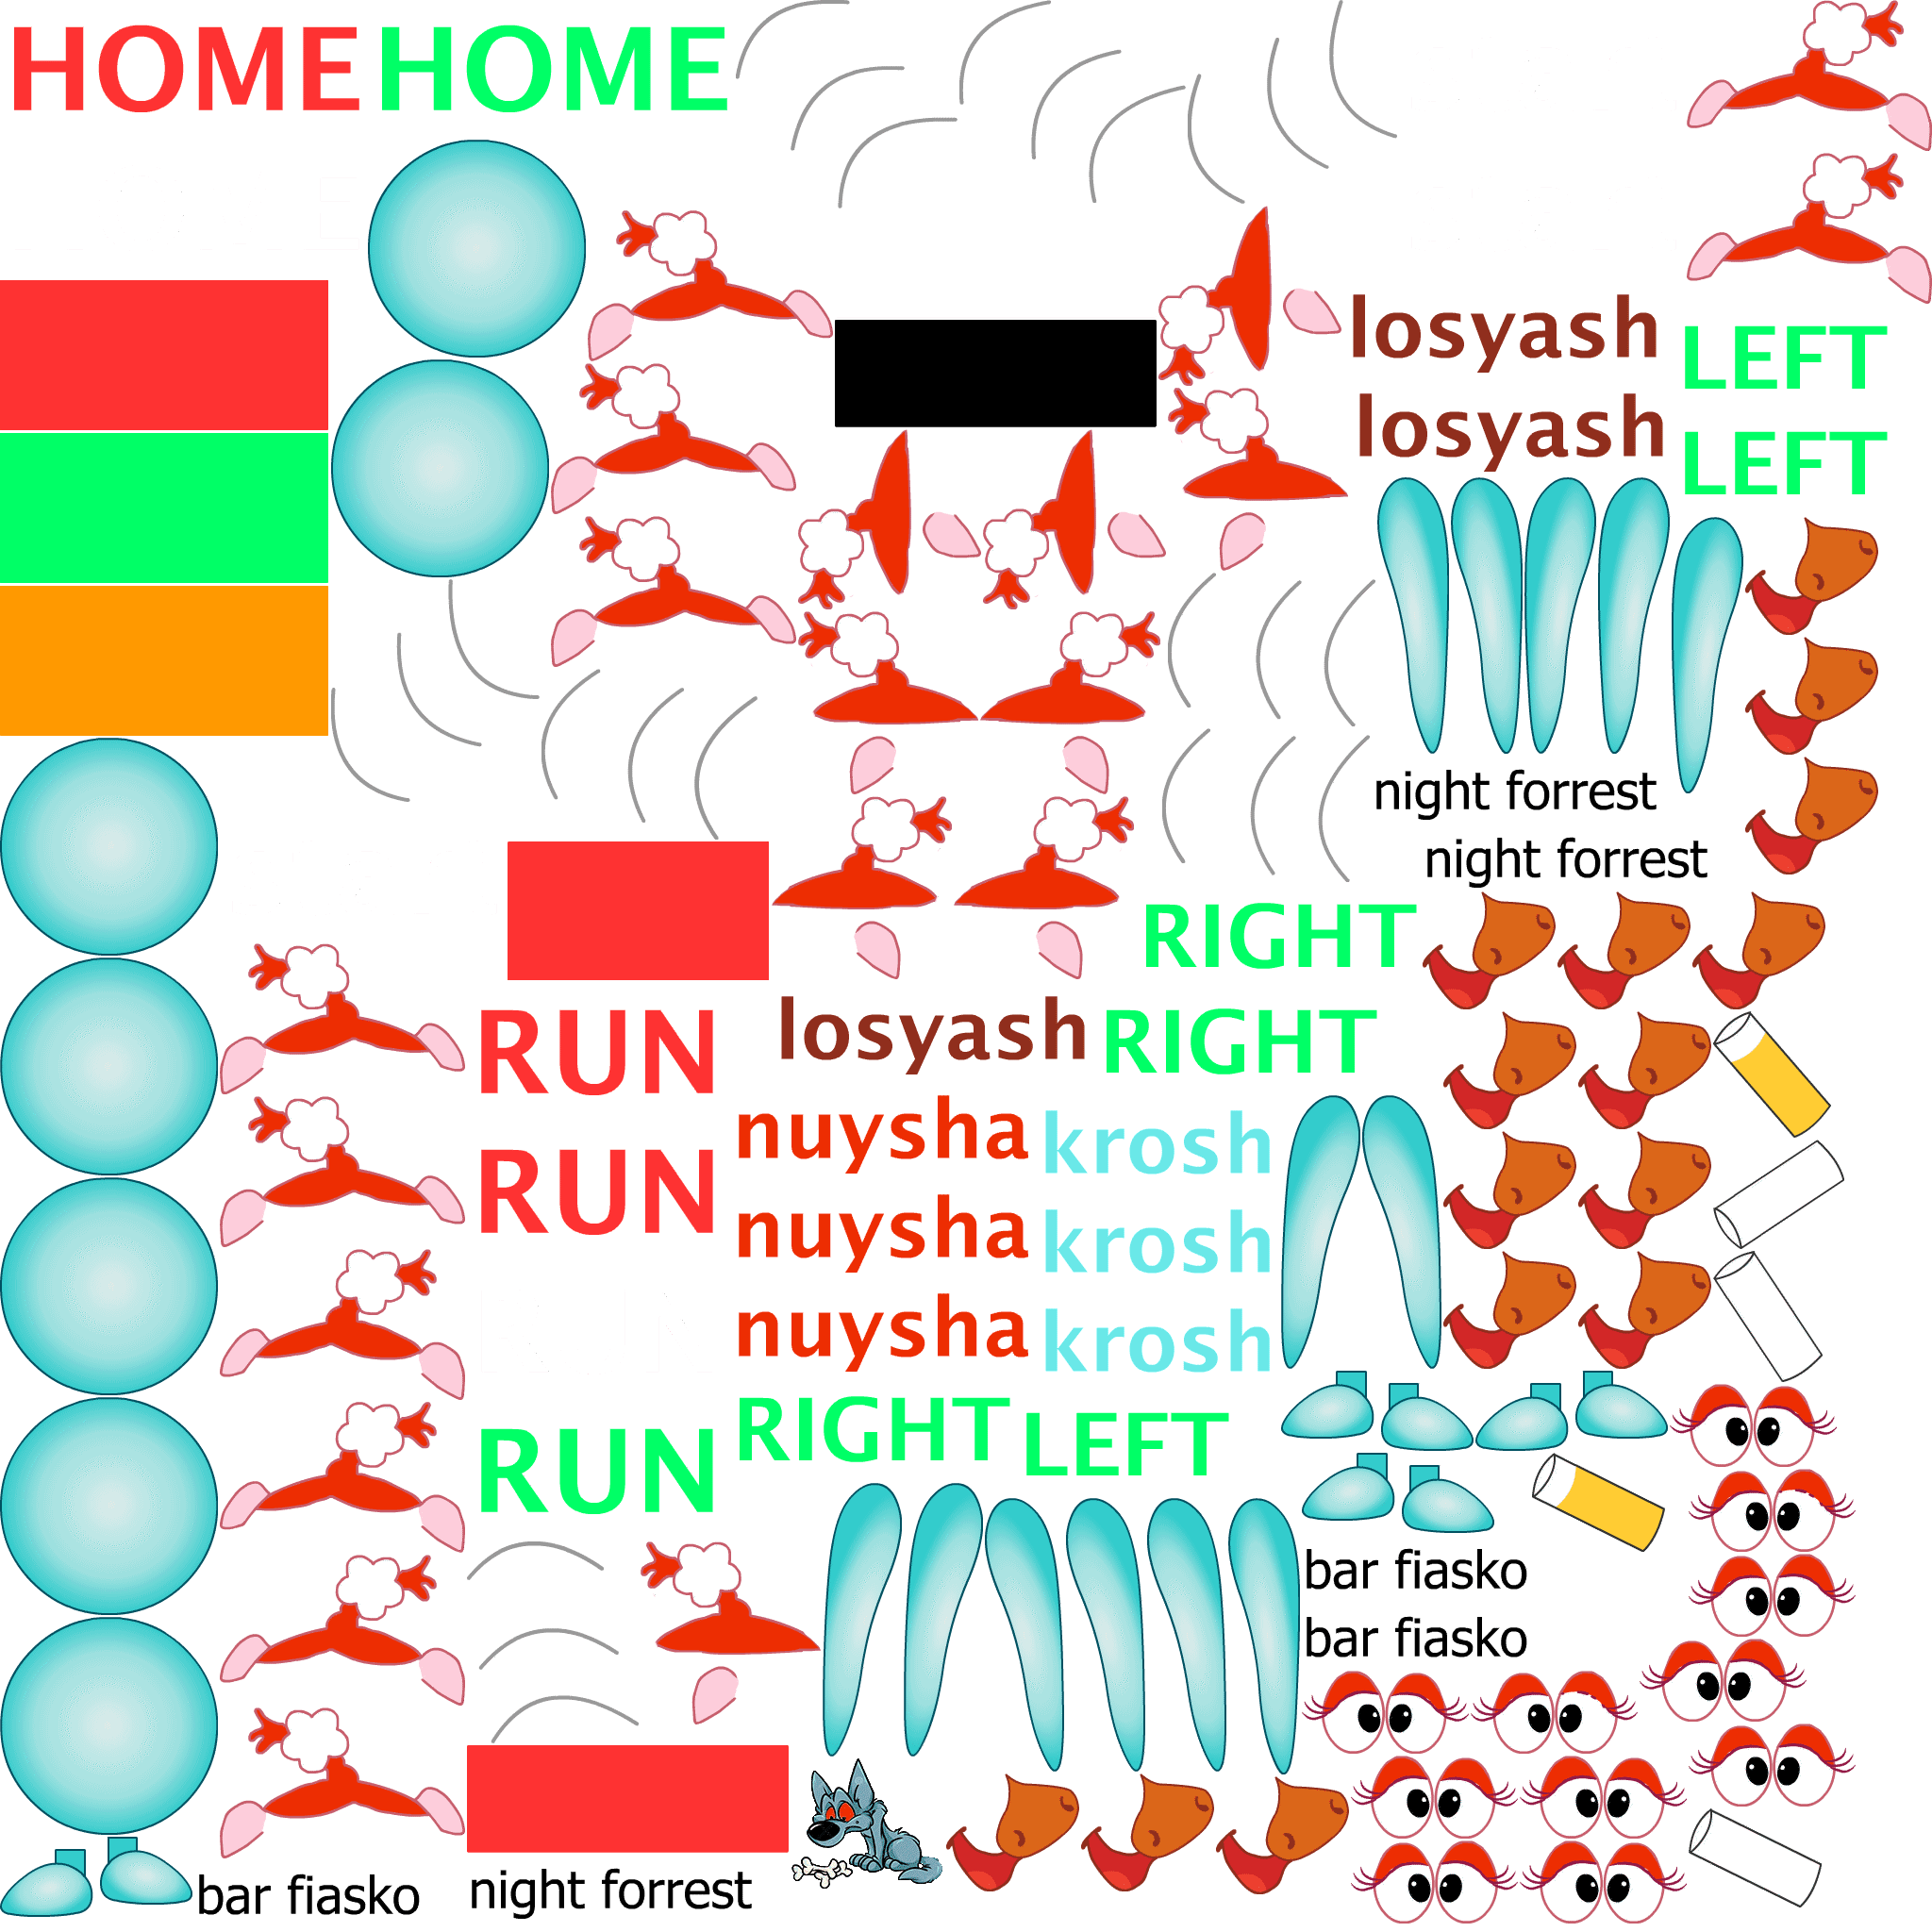 HOME HOME
losyash
LEFT
losyash
LEFT
night forrest
night forrest
RIGHT
RUN
losyash
RIGHT
nuysha
krosh
RUN
nuysha
krosh
nuysha
krosh
RIGHT
LEFT
RUN
bar fiasko
bar fiasko
bar fiasko
night forrest